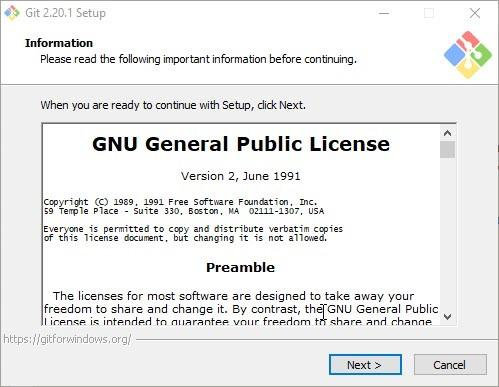 Git 2.20.1 Setup
Information
Please read the following important information before continuing.
When you are ready to continue with Setup, click Next.
GNU General Public License
Version 2, June 1991
Copyright (C) 1989, 1991 Free Software Foundation, Inc.
59 Temple Place - Suite 330, Boston, MA  02111-1307, USA
Everyone is permitted to copy and distribute verbatim copies
of this license document, but changing it is not allowed.
Preamble
The licenses for most software are designed to take away your
freedom to share and change it. By contrast, the GNU General Public
License is intended to guarantee your freedom to share and change
https://gitforwindows.org/
Next >
Cancel